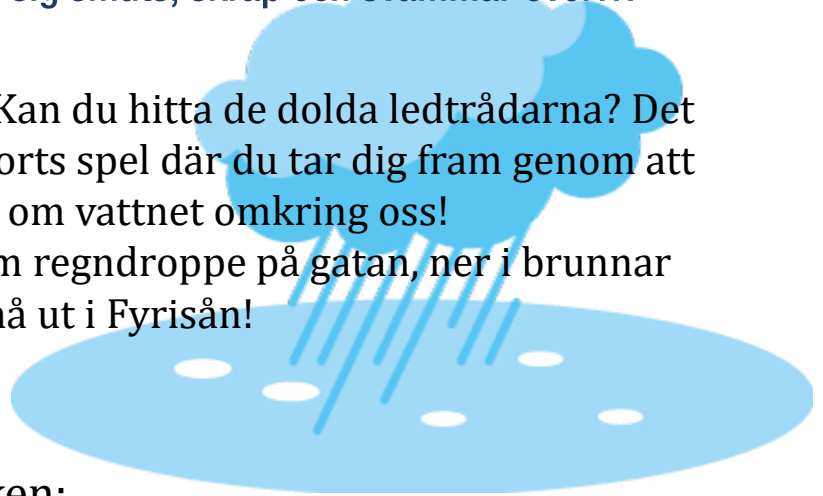 Kan du hitta de dolda ledtrådarna? Det
orts spel där du tar dig fram genom att
om vattnet omkring oss!
m regndroppe på gatan, ner i brunnar
nå ut i Fyrisån!